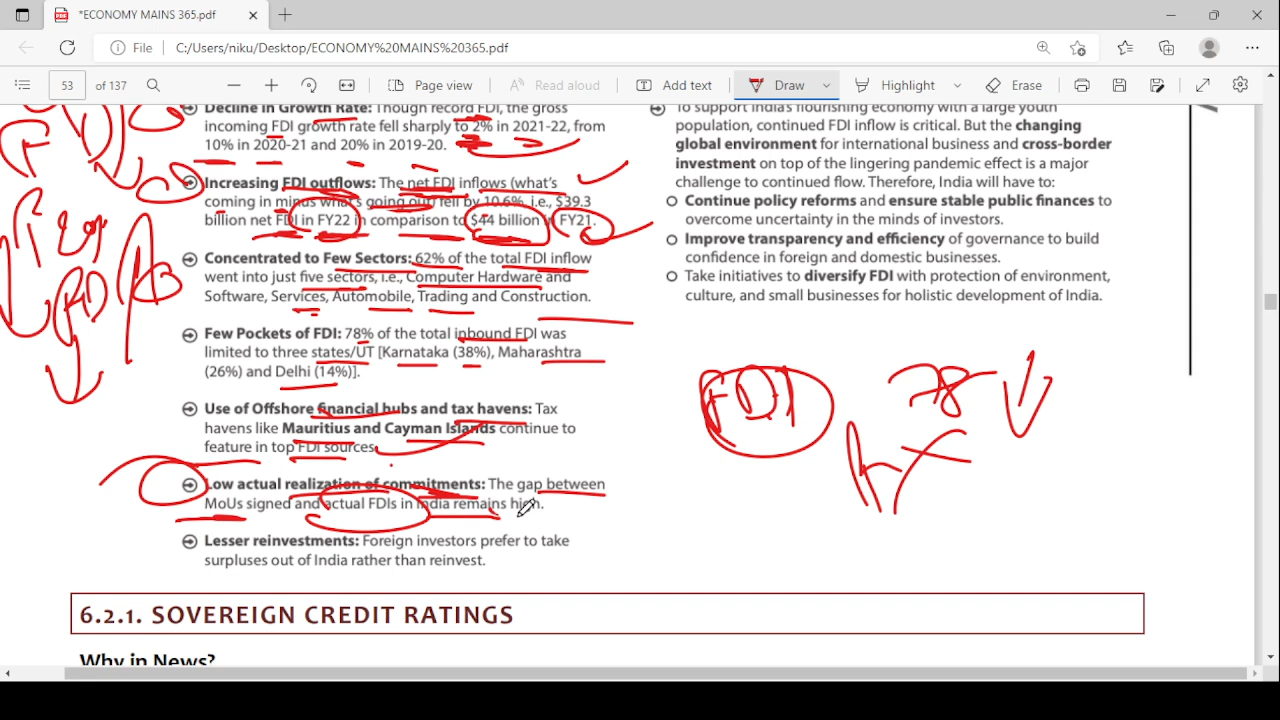 *ECONOMY MAINS 365.pdf
File
C:/Users/niku/Desktop/ECONOMY%20MAINS%20365.pdf
53
of 137
Page view
Read aloud
Add text
Draw
Highlight
Erase
Decline in Growth Rate: Though record FDI, the gross
incoming FDI growth rate fell sharply to 2% in 2021-22, from
10% in 2020-21 and 20% in 2019-20.
Increasing FDI outflows: The net FDI inflows (what's
coming in minus what's going out) fell by 10.6%, i.e., $39.3
billion net FDI in FY22 in comparison to $44 billion in FY21.
Concentrated to Few Sectors: 62% of the total FDI inflow
went into just five sectors, i.e., Computer Hardware and
Software, Services, Automobile, Trading and Construction.
Few Pockets of FDI: 78% of the total inbound FDI was
limited to three states/UT [Karnataka (38%), Maharashtra
(26%) and Delhi (14%)].
Use of Offshore financial hubs and tax havens: Tax
havens like Mauritius and Cayman Islands continue to
feature in top FDI sources.
Low actual realization of commitments: The gap between
MoUs signed and actual FDIs in India remains high.
Lesser reinvestments: Foreign investors prefer to take
surpluses out of India rather than reinvest.
To support India's flourishing economy with a large youth
population, continued FDI inflow is critical. But the changing
global environment for international business and cross-border
investment on top of the lingering pandemic effect is a major
challenge to continued flow. Therefore, India will have to:
Continue policy reforms and ensure stable public finances to
overcome uncertainty in the minds of investors.
Improve transparency and efficiency of governance to build
confidence in foreign and domestic businesses.
Take initiatives to diversify FDI with protection of environment,
culture, and small businesses for holistic development of India.
FDI
78
6.2.1. SOVEREIGN CREDIT RATINGS
Why in News?